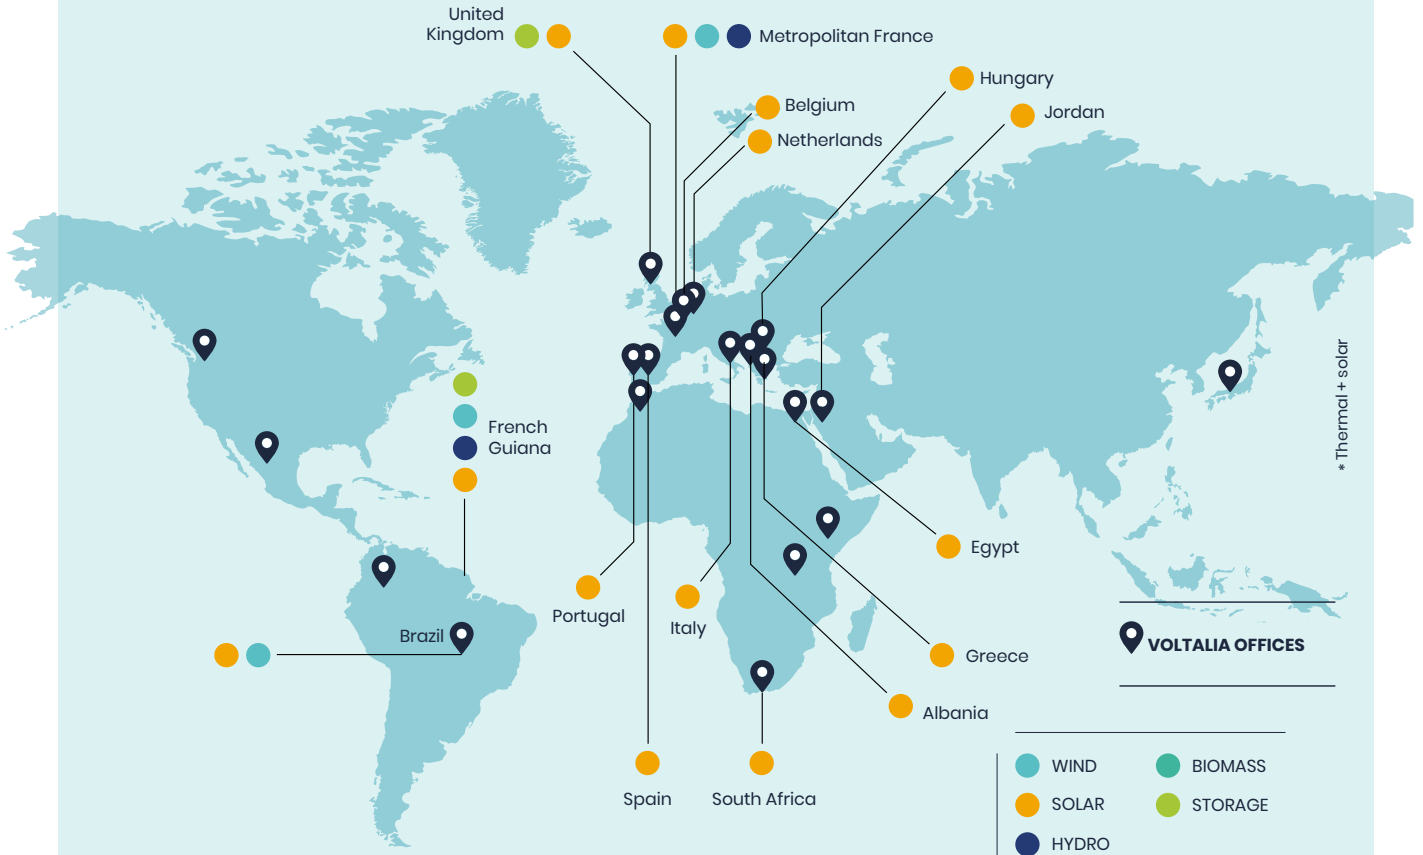 United
Kingdom
Metropolitan France
Hungary
Belgium
Jordan
Netherlands
* Thermal + solar
French
Guiana
Egypt
Portugal
Italy
Brazil
VOLTALIA OFFICES
Greece
Albania
Spain
South Africa
WIND
BIOMASS
SOLAR
STORAGE
HYDRO